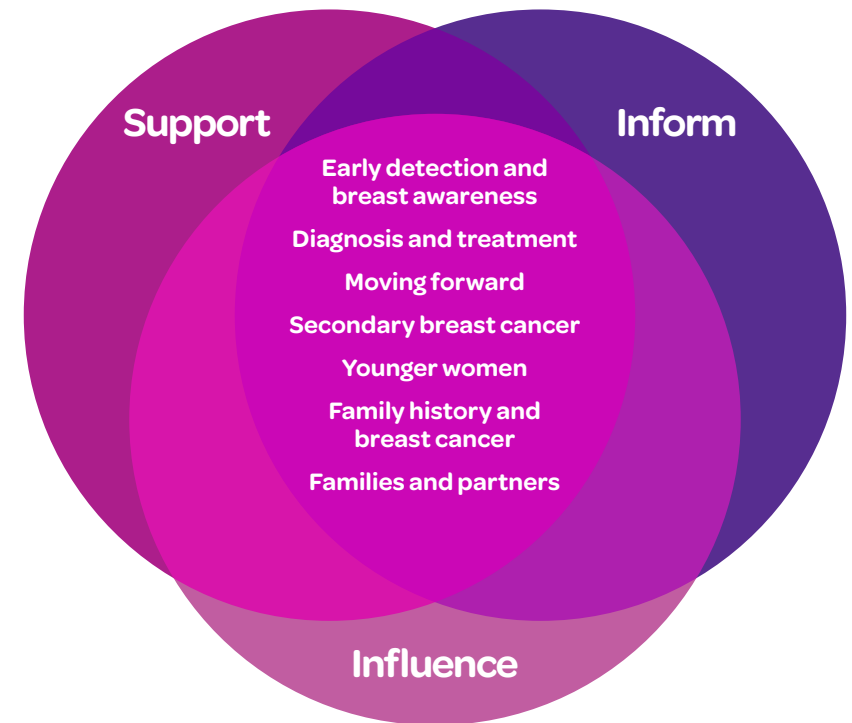 Support
Inform
Early detection and
breast awareness
Diagnosis and treatment
Moving forward
Secondary breast cancer
Younger women
Family history and
breast cancer
Families and partners
Influence